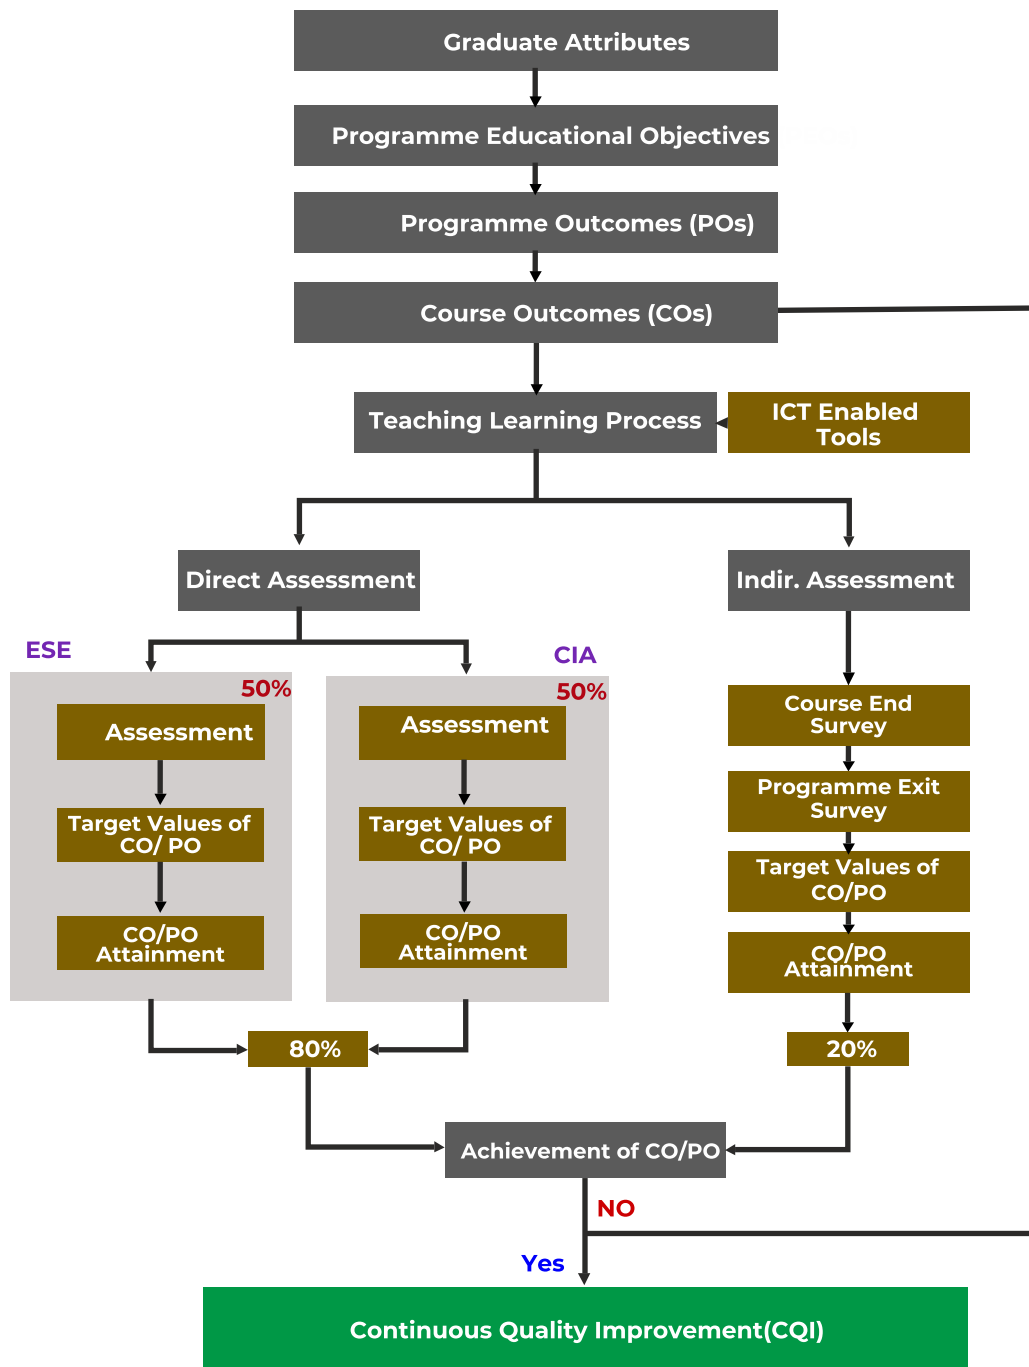 Graduate Attributes
Programme Educational Objectives
Programme Outcomes (POs)
Course Outcomes (COs)
Teaching Learning Process
ICT Enabled
Tools
Direct Assessment
Indir. Assessment
ESE
50%
Assessment
Target Values of
CO/ PO
CO/PO
Attainment
CIA
50%
Assessment
Target Values of
CO/ PO
CO/PO
Attainment
Course End
Survey
Programme Exit
Survey
Target Values of
CO/PO
CO/PO
Attainment
80%
20%
Achievement of CO/PO
NO
Yes
Continuous Quality Improvement(CQI)